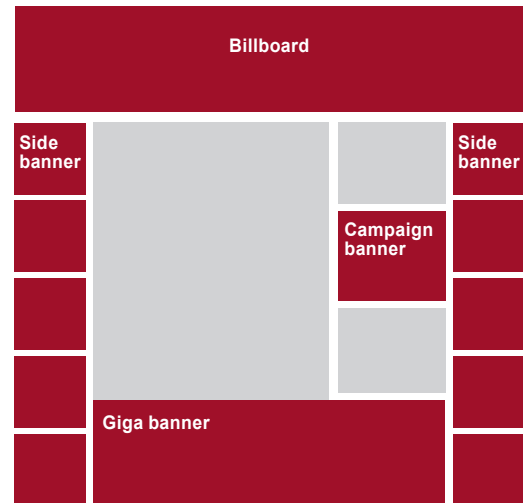 Billboard
Side
banner
Side
banner
Campaign
banner
Giga banner